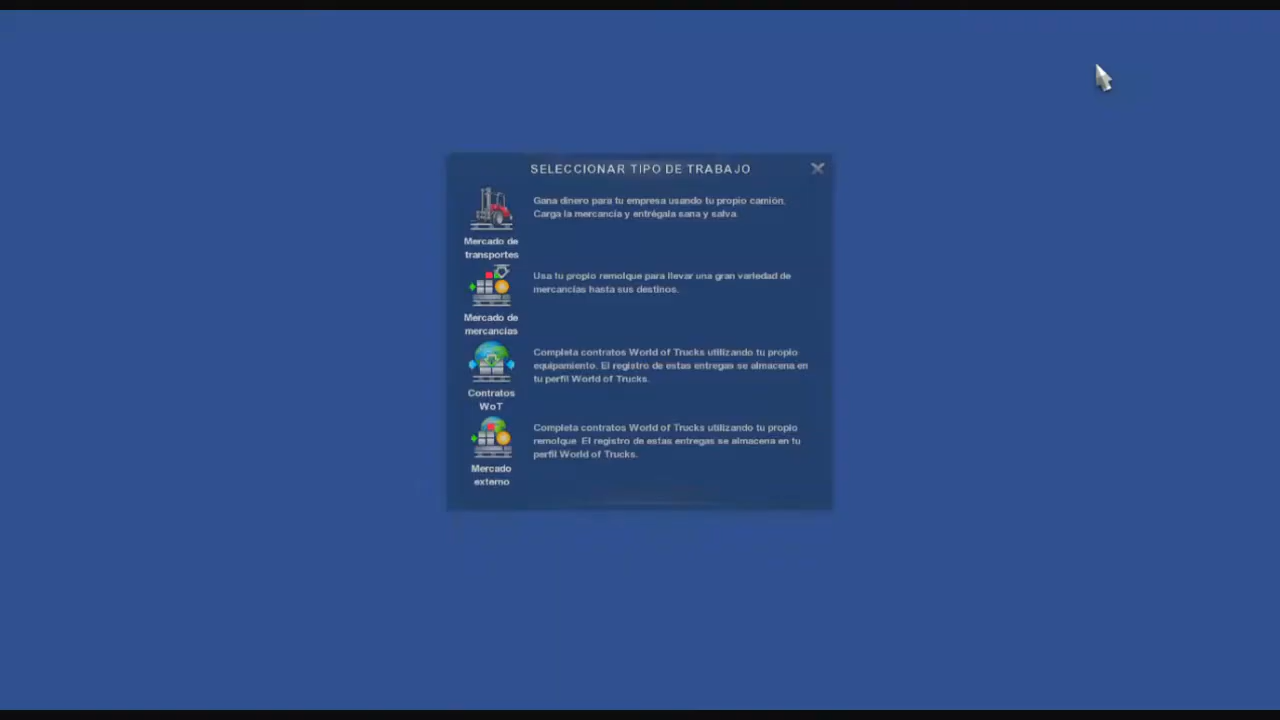 SELECCIONAR TIPO DE TRABAJO
Gana dinero para tu empresa usando tu propio camión.
Carga la mercancía y entrégala sana y salva.
Mercado de
transportes
Usa tu propio remolque para llevar una gran variedad de
mercancías hasta sus destinos.
Mercado de
mercancías
Completa contratos World of Trucks utilizando tu propio
equipamiento. El registro de estas entregas se almacena en
tu perfil World of Trucks.
Contratos
WoT
Completa contratos World of Trucks utilizando tu propio
remolque. El registro de estas entregas se almacena en tu
perfil World of Trucks.
Mercado
externo